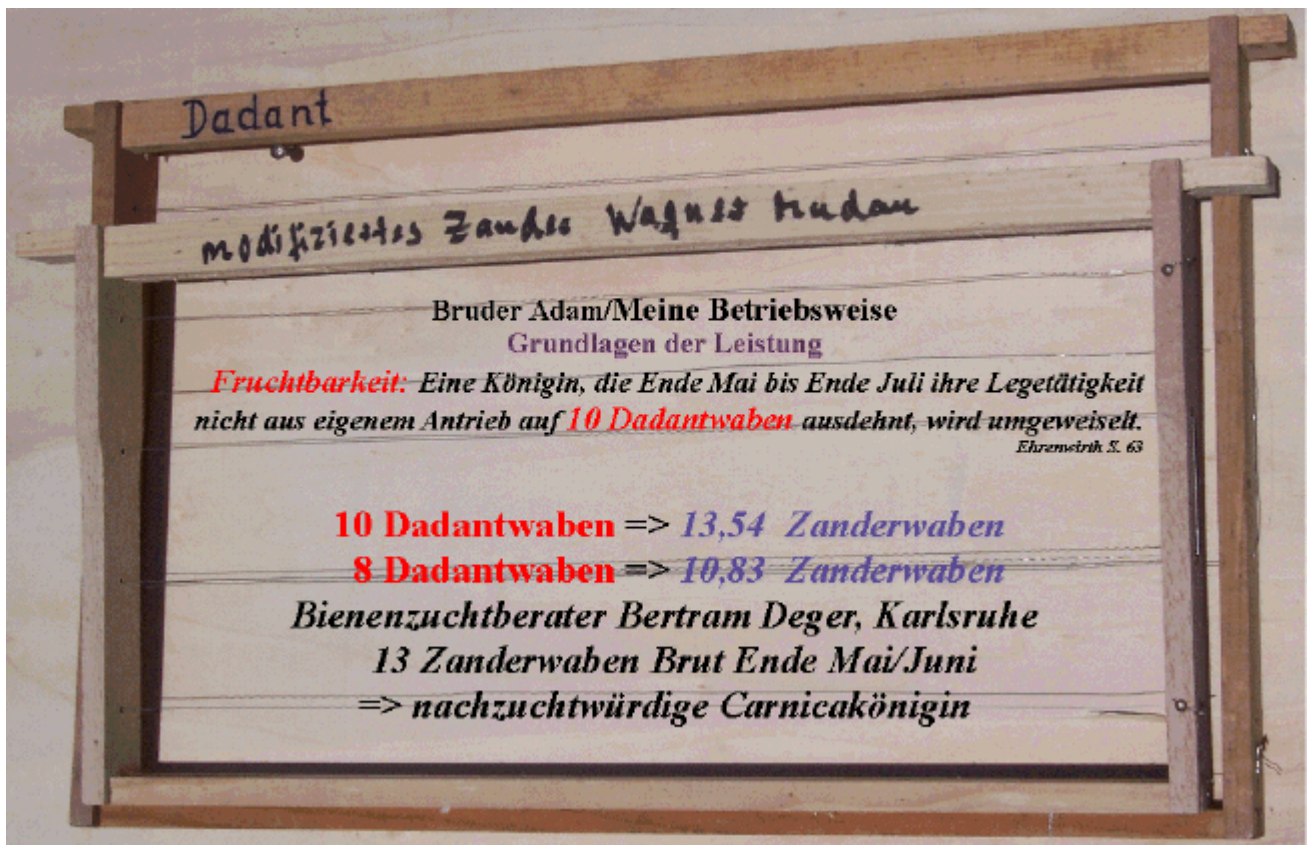 Dadant
modifiziertes Zander Wagner Mudau
Bruder Adam/Meine Betriebsweise
Grundlagen der Leistung
Fruchtbarkeit: Eine Königin, die Ende Mai bis Ende Juli ihre Legetätigkeit
nicht aus eigenem Antrieb auf 10 Dadantwaben ausdehnt, wird umgeweiselt.
Ehrenwirth S. 63
10 Dadantwaben => 13,54 Zanderwaben
8 Dadantwaben => 10,83 Zanderwaben
Bienenzuchtberater Bertram Deger, Karlsruhe
13 Zanderwaben Brut Ende Mai/Juni
=> nachzuchtwürdige Carnicakönigin